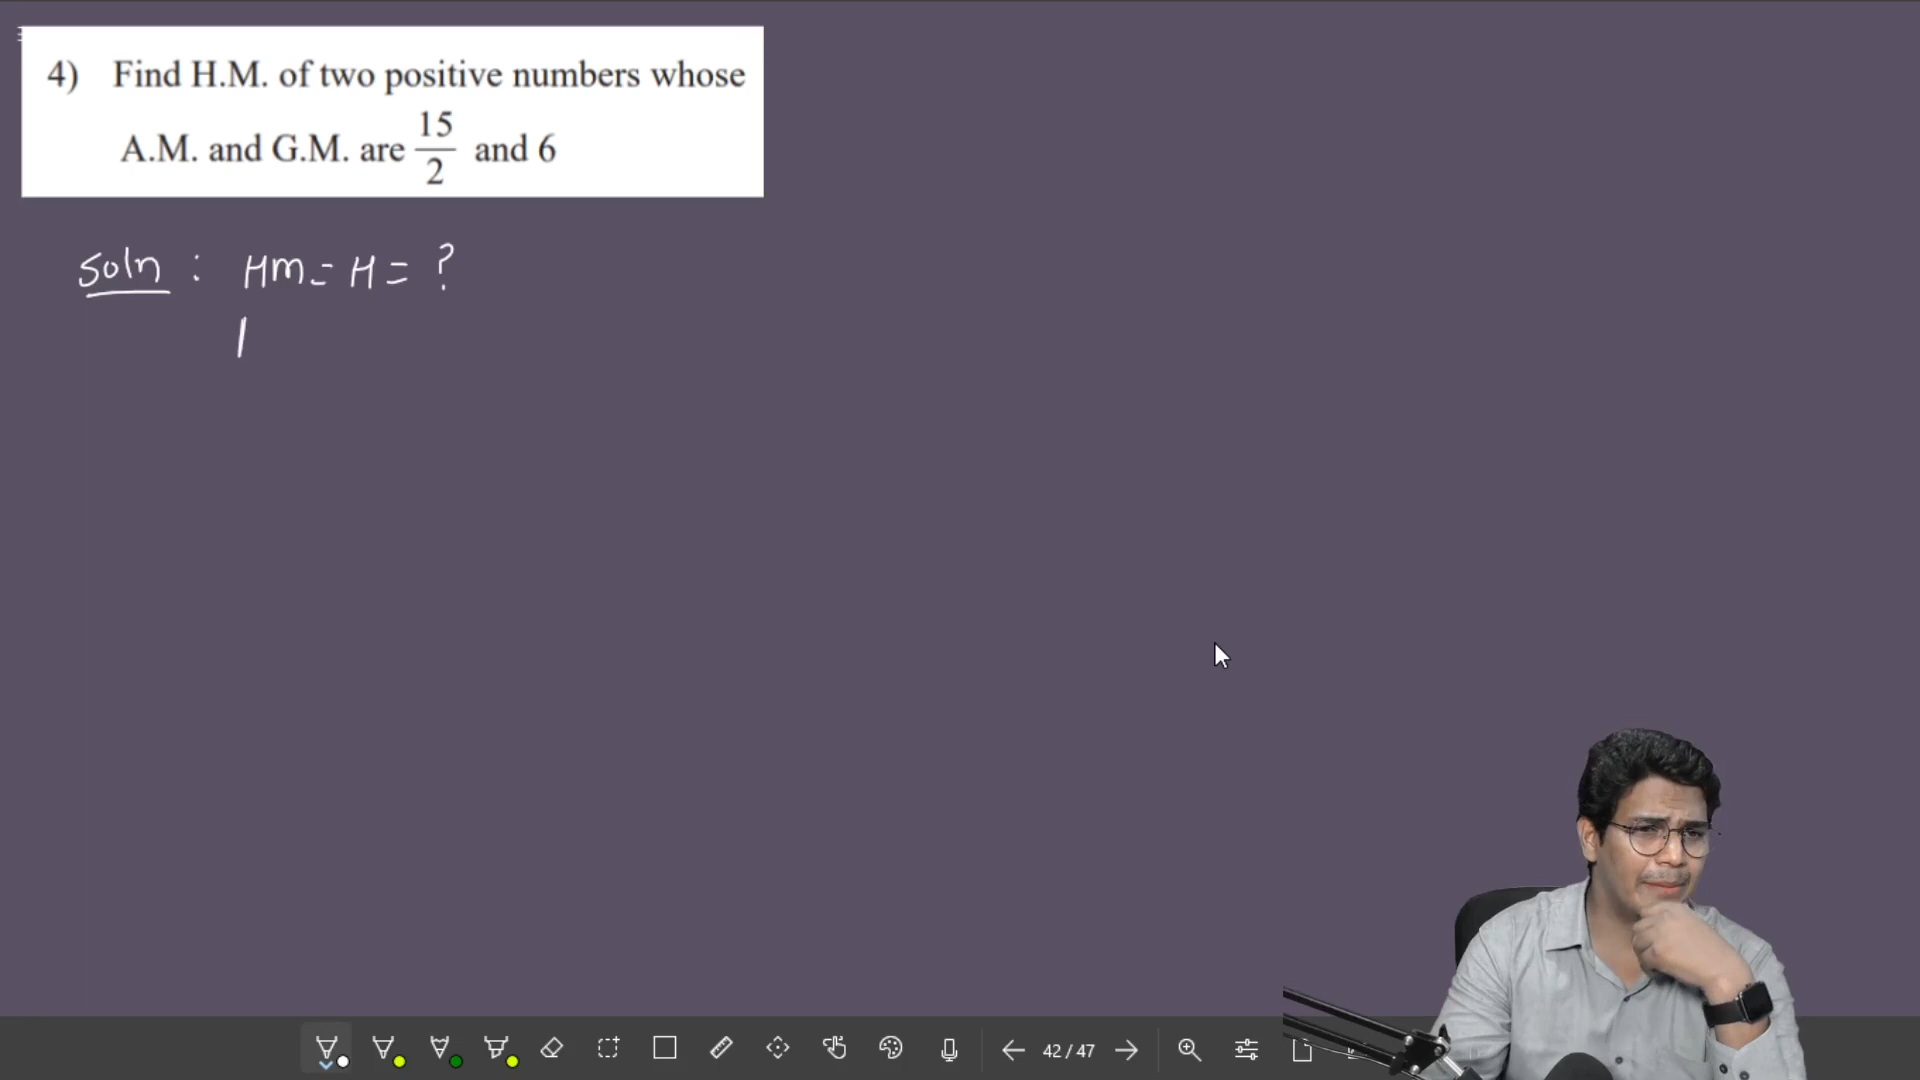 4) Find H.M. of two positive numbers whose
A.M. and G.M. are 15/2 and 6
Soln : Hm = H = ?
42 / 47